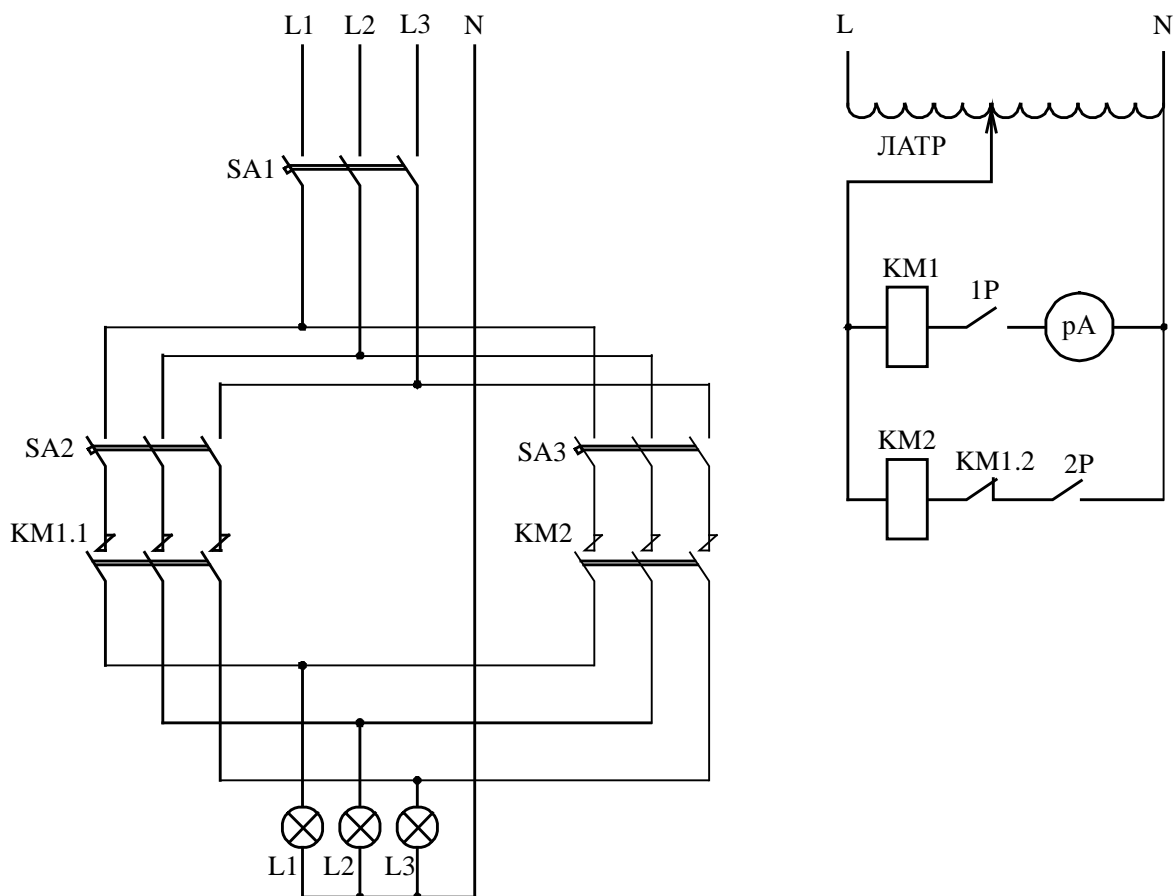 L1 L2 L3 N
L N
ЛАТР
SA1
KM1
1P
pA
SA2
SA3
KM2
KM1.2
2P
KM1.1
KM2
L1 L2 L3